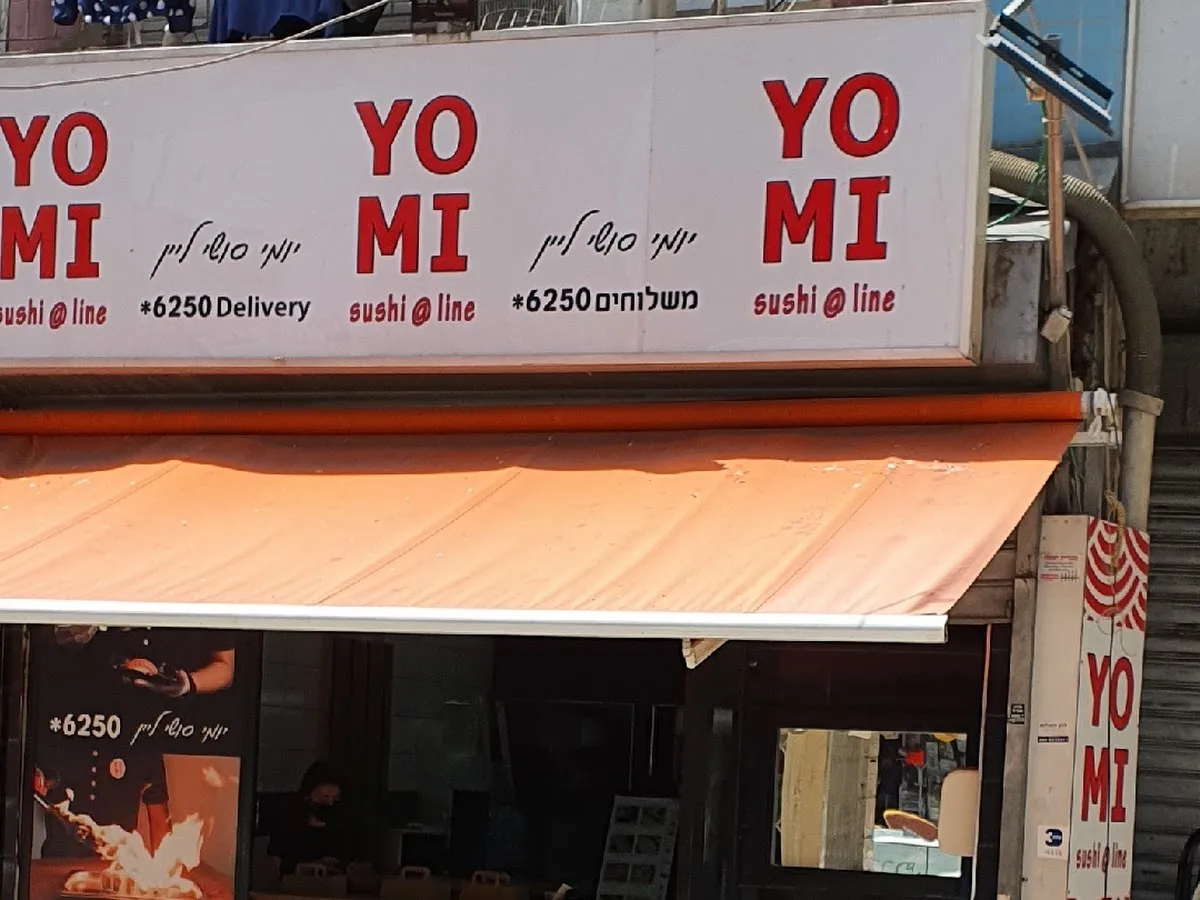 YO
MI
sushi @ line
יומי סושי ליין
*6250 Delivery
YO
MI
sushi @ line
יומי סושי ליין
*6250 משלוחים
YO
MI
sushi @ line
*6250 יומי סושי ליין
YO
MI
sushi @ line
3